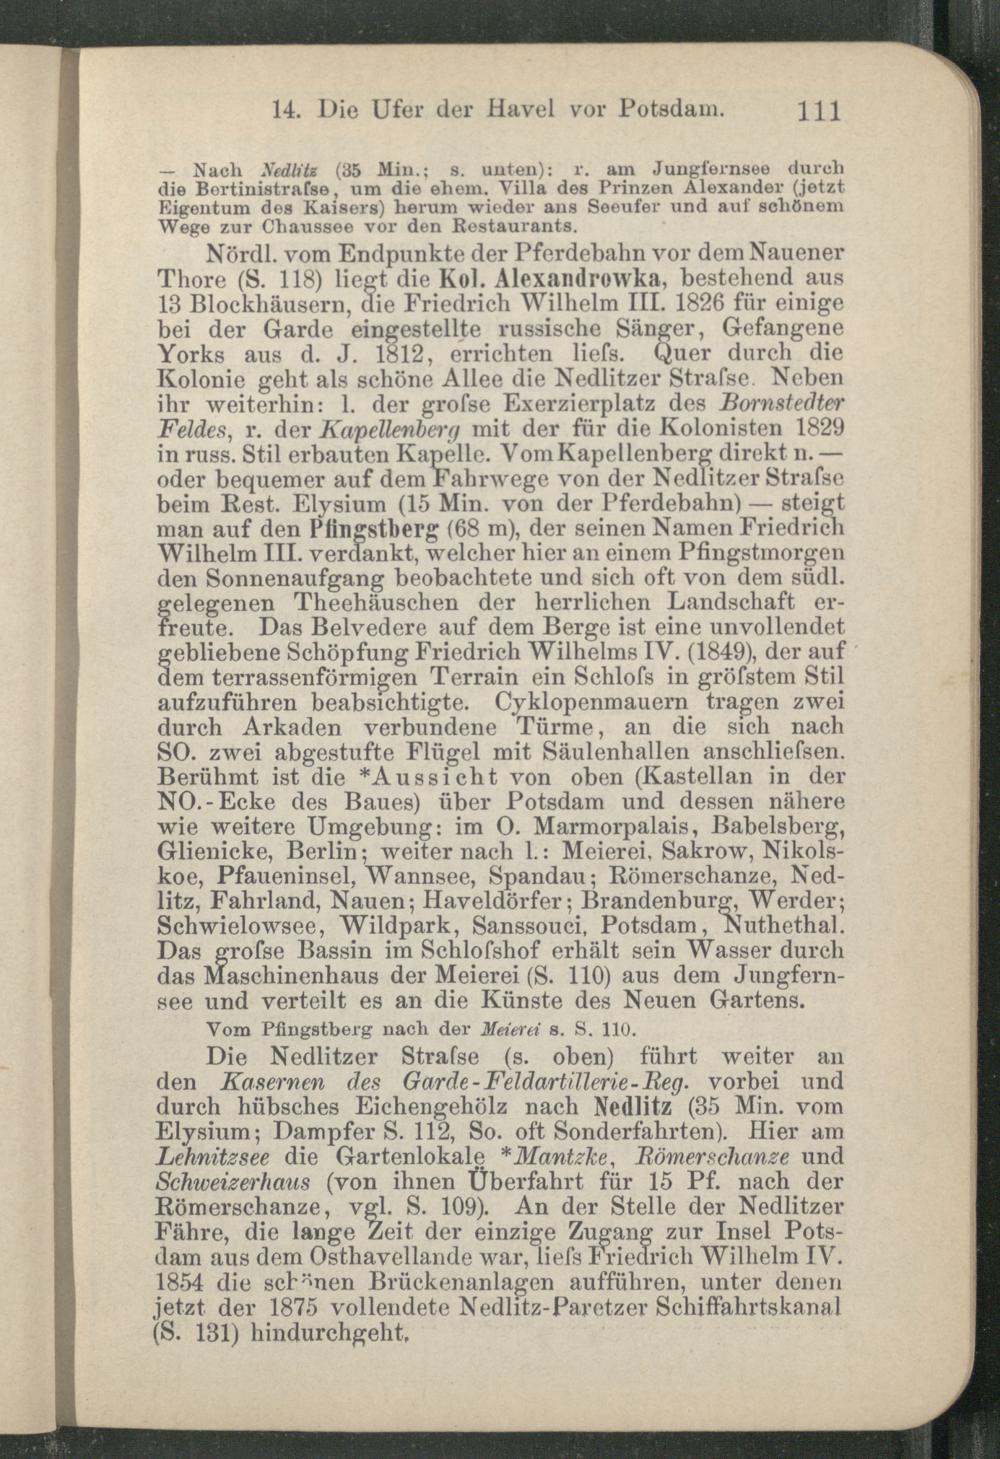 14. Die Ufer der Havel vor Potsdam. 111
— Nach Nedlitz (35 Min.; s. unten): r. am Jungfernsee durch
die Bertinistraſse, um die ehem. Villa des Prinzen Alexander (jetzt
Eigentum des Kaisers) herum wieder ans Seeufer und auf schönem
Wege zur Chaussee vor den Restaurants.
Nördl. vom Endpunkte der Pferdebahn vor dem Nauener
Thore (S. 118) liegt die Kol. Alexandrowka, bestehend aus
13 Blockhäusern, die Friedrich Wilhelm III. 1826 für einige
bei der Garde eingestellte russische Sänger, Gefangene
Yorks aus d. J. 1812, errichten lieſs. Quer durch die
Kolonie geht als schöne Allee die Nedlitzer Straſse. Neben
ihr weiterhin: l. der groſse Exerzierplatz des Bornstedter
Feldes, r. der Kapellenberg mit der für die Kolonisten 1829
in russ. Stil erbauten Kapelle. Vom Kapellenberg direkt n. —
oder bequemer auf dem Fahrwege von der Nedlitzer Straſse
beim Rest. Elysium (15 Min. von der Pferdebahn) — steigt
man auf den Pfingstberg (68 m), der seinen Namen Friedrich
Wilhelm III. verdankt, welcher hier an einem Pfingstmorgen
den Sonnenaufgang beobachtete und sich oft von dem südl.
gelegenen Theehäuschen der herrlichen Landschaft er-
freute. Das Belvedere auf dem Berge ist eine unvollendet
gebliebene Schöpfung Friedrich Wilhelms IV. (1849), der auf
dem terrassenförmigen Terrain ein Schloſs in gröſstem Stil
aufzuführen beabsichtigte. Cyklopenmauern tragen zwei
durch Arkaden verbundene Türme, an die sich nach
SO. zwei abgestufte Flügel mit Säulenhallen anschlieſsen.
Berühmt ist die *Aussicht von oben (Kastellan in der
NO.-Ecke des Baues) über Potsdam und dessen nähere
wie weitere Umgebung: im O. Marmorpalais, Babelsberg,
Glienicke, Berlin; weiter nach l.: Meierei, Sakrow, Nikols-
koe, Pfaueninsel, Wannsee, Spandau; Römerschanze, Ned-
litz, Fahrland, Nauen; Haveldörfer; Brandenburg, Werder;
Schwielowsee, Wildpark, Sanssouci, Potsdam, Nuthethal.
Das groſse Bassin im Schloſshof erhält sein Wasser durch
das Maschinenhaus der Meierei (S. 110) aus dem Jungfern-
see und verteilt es an die Künste des Neuen Gartens.
Vom Pfingstberg nach der Meierei s. S. 110.
Die Nedlitzer Straſse (s. oben) führt weiter an
den Kasernen des Garde-Feldartillerie-Reg. vorbei und
durch hübsches Eichengehölz nach Nedlitz (35 Min. vom
Elysium; Dampfer S. 112, So. oft Sonderfahrten). Hier am
Lehnitzsee die Gartenlokale *Mantzke, Römerschanze und
Schweizerhaus (von ihnen Überfahrt für 15 Pf. nach der
Römerschanze, vgl. S. 109). An der Stelle der Nedlitzer
Fähre, die lange Zeit der einzige Zugang zur Insel Pots-
dam aus dem Osthavellande war, lieſs Friedrich Wilhelm IV.
1854 die schönen Brückenanlagen aufführen, unter denen
jetzt der 1875 vollendete Nedlitz-Paretzer Schiffahrtskanal
(S. 131) hindurchgeht.